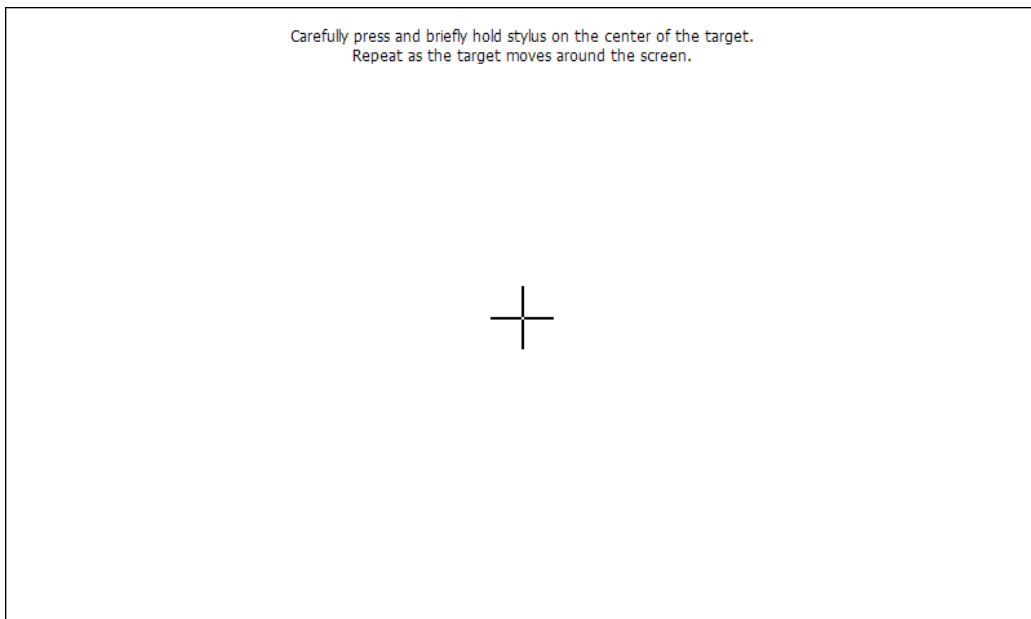 Carefully press and briefly hold stylus on the center of the target.
Repeat as the target moves around the screen.